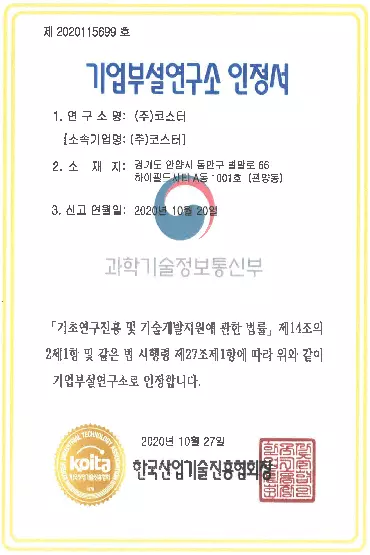 제 2020115699 호
기업부설연구소 인정서
1. 연 구 소 명: (주)코스터
[소속기업명: (주)코스터]
2. 소 재 지: 경기도 안양시 동안구 벌말로 66
하이필드 A동 1001호 (관양동)
3. 신고 연월일: 2020년 10월 20일
과학기술정보통신부
「기초연구진흥 및 기술개발지원에 관한 법률」 제14조의
2제1항 및 같은 법 시행령 제27조제1항에 따라 위와 같이
기업부설연구소로 인정합니다.
2020년 10월 27일
한국산업기술진흥협회장
koita